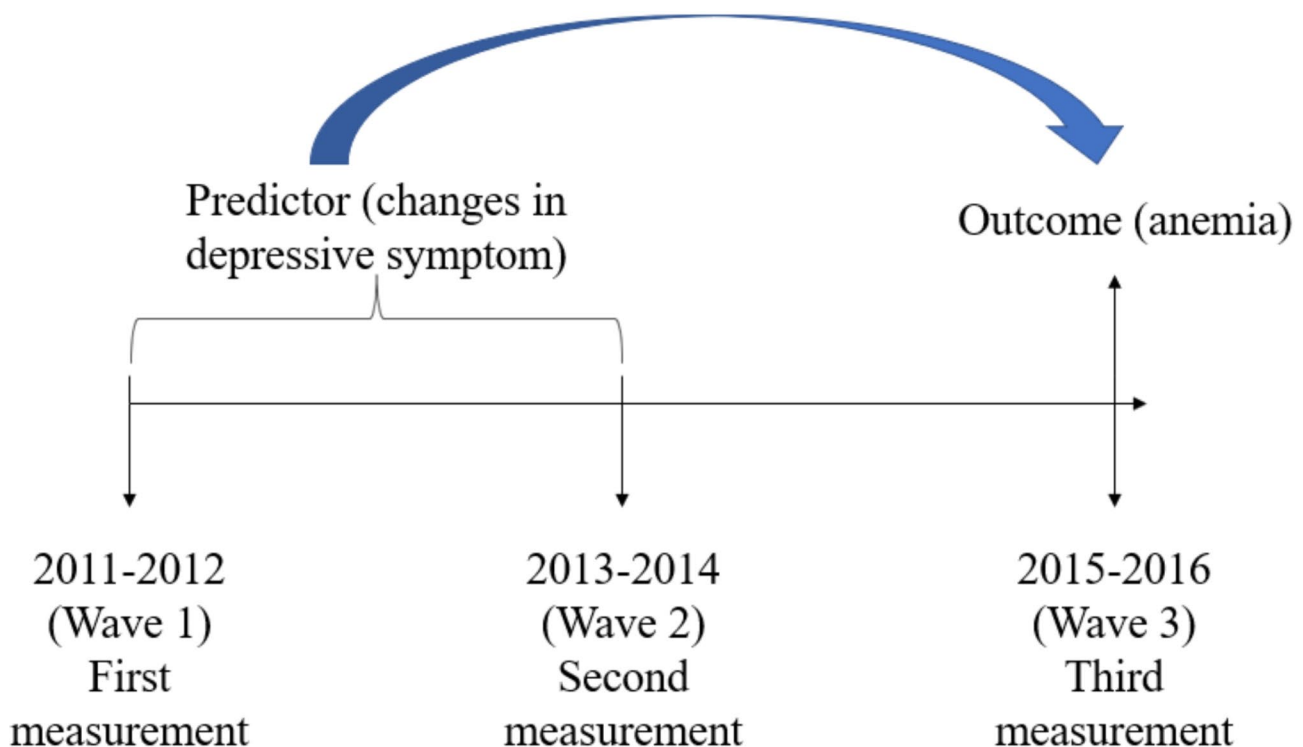 Predictor (changes in
depressive symptom)
Outcome (anemia)
2011-2012
(Wave 1)
First
measurement
2013-2014
(Wave 2)
Second
measurement
2015-2016
(Wave 3)
Third
measurement